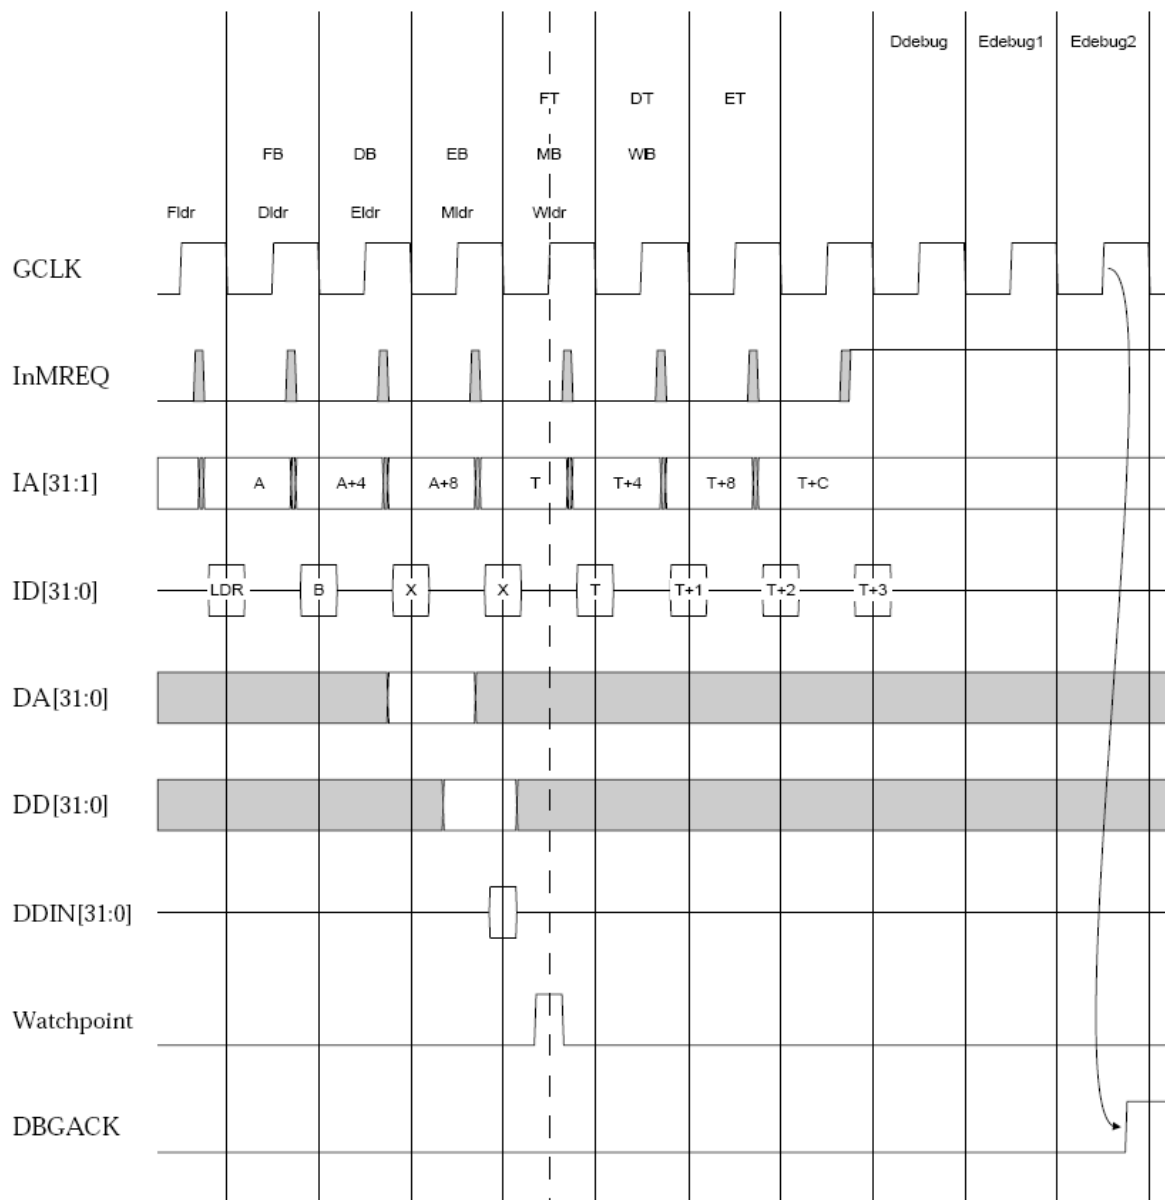 Ddebug Edebug1 Edebug2
FT DT ET
FB DB EB MB WB
Fldr Dldr Eldr Mldr Wldr
GCLK
InMREQ
IA[31:1] A A+4 A+8 T T+4 T+8 T+C
ID[31:0] LDR B X X T T+1 T+2 T+3
DA[31:0]
DD[31:0]
DDIN[31:0]
Watchpoint
DBGACK